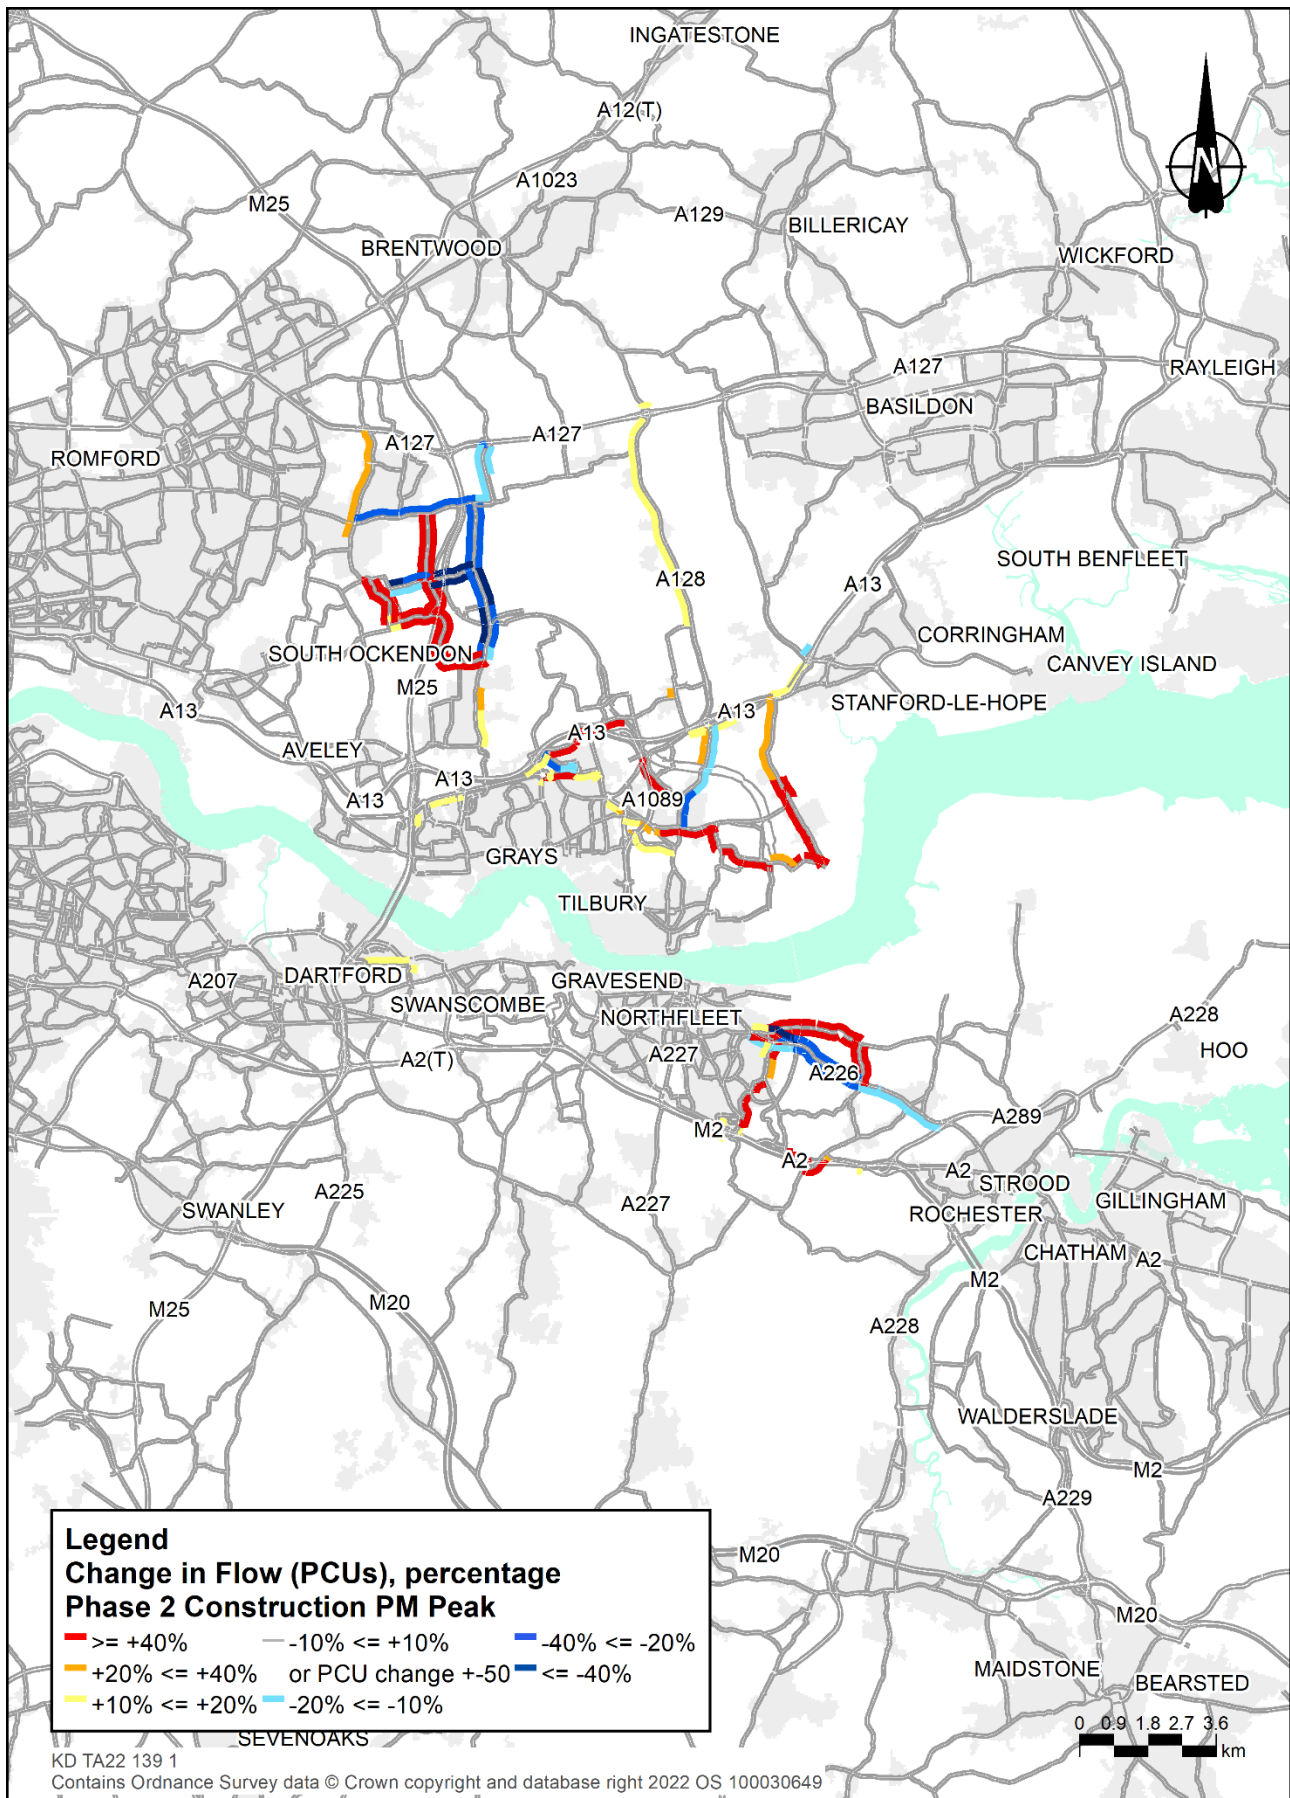 INGATESTONE
A12(T)
N
A1023
M25
A129
BILLERICAY
BRENTWOOD
WICKFORD
A127
RAYLEIGH
BASILDON
A127
A127
ROMFORD
SOUTH BENFLEET
A128
A13
CORRINGHAM
SOUTH OCKENDON
CANVEY ISLAND
M25
STANFORD-LE-HOPE
A13
A13
A13
AVELEY
A13
A13
A1089
GRAYS
TILBURY
DARTFORD
A207
GRAVESEND
SWANSCOMBE
NORTHFLEET
A228
HOO
A227
A2(T)
A226
A289
M2
A2
A2
STROOD
A225
GILLINGHAM
A227
SWANLEY
ROCHESTER
CHATHAM
A2
M2
M20
M25
A228
WALDERSLADE
M2
A229
M20
M20
MAIDSTONE
BEARSTED
Legend
Change in Flow (PCUs), percentage
Phase 2 Construction PM Peak
>= +40% -10% <= +10% -40% <= -20%
+20% <= +40% or PCU change +-50 <= -40%
+10% <= +20% -20% <= -10%
0 0.9 1.8 2.7 3.6
km
SEVENOAKS
KD TA22 139 1
Contains Ordnance Survey data © Crown copyright and database right 2022 OS 100030649